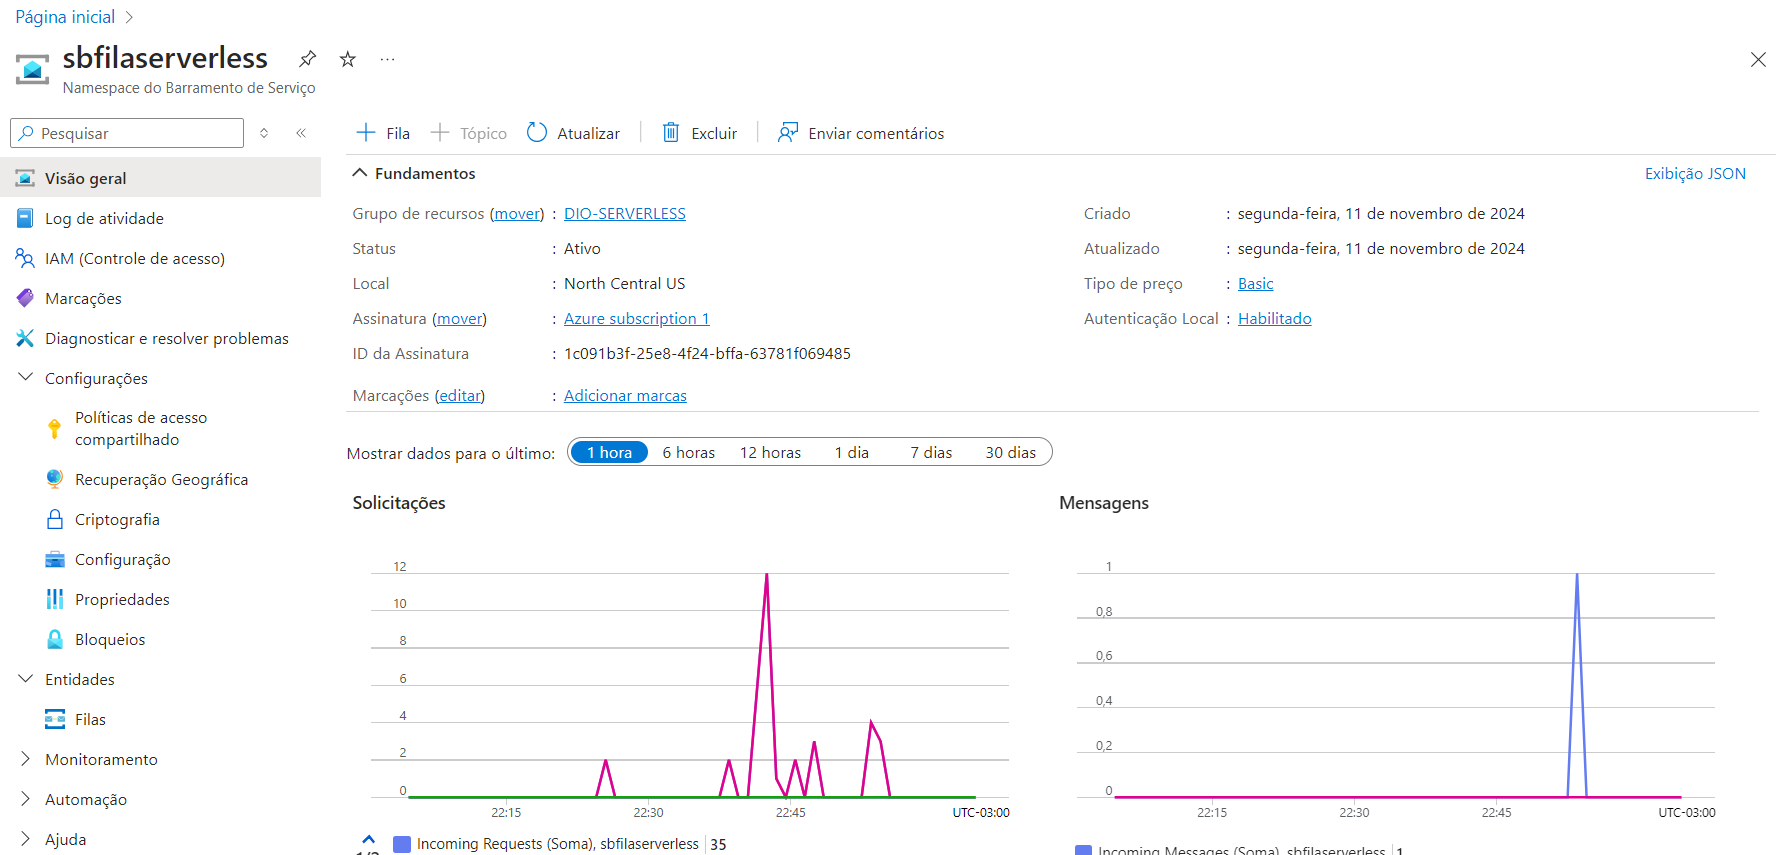 Página inicial
sbfilaserverless
Namespace do Barramento de Serviço
Pesquisar
Visão geral
Log de atividade
IAM (Controle de acesso)
Marcações
Diagnosticar e resolver problemas
Configurações
Políticas de acesso
compartilhado
Recuperação Geográfica
Criptografia
Configuração
Propriedades
Bloqueios
Entidades
Filas
Monitoramento
Automação
Ajuda
Fila Tópico Atualizar Excluir Enviar comentários
Fundamentos
Exibição JSON
Grupo de recursos (mover) : DIO-SERVERLESS
Status : Ativo
Local : North Central US
Assinatura (mover) : Azure subscription 1
ID da Assinatura : 1c091b3f-25e8-4f24-bffa-63781f069485
Marcações (editar) : Adicionar marcas
Criado : segunda-feira, 11 de novembro de 2024
Atualizado : segunda-feira, 11 de novembro de 2024
Tipo de preço : Basic
Autenticação Local : Habilitado
Mostrar dados para o último: 1 hora 6 horas 12 horas 1 dia 7 dias 30 dias
Solicitações
12
10
8
6
4
2
0
22:15 22:30 22:45 UTC-03:00
Incoming Requests (Soma), sbfilaserverless 35
Mensagens
1
0,8
0,6
0,4
0,2
0
22:15 22:30 22:45 UTC-03:00
Incoming Messages (Soma), sbfilaserverless 1